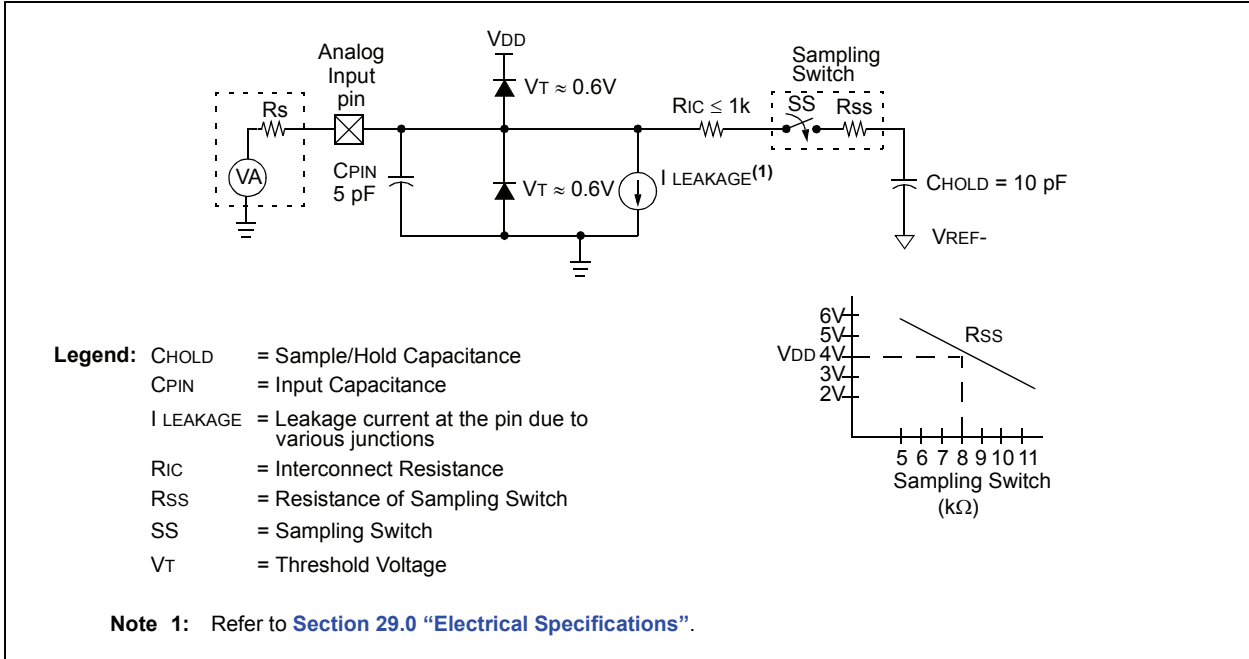 VDD
Analog
Input
pin
Rs
VA
CPIN
5 pF
VT ≈ 0.6V
VT ≈ 0.6V
I LEAKAGE(1)
RIC ≤ 1k
Sampling
Switch
SS
Rss
CHOLD = 10 pF
VREF-
6V
5V
VDD 4V
3V
2V
RSS
5 6 7 8 9 10 11
Sampling Switch
(kΩ)
Legend: CHOLD = Sample/Hold Capacitance
CPIN = Input Capacitance
I LEAKAGE = Leakage current at the pin due to
various junctions
RIC = Interconnect Resistance
RSS = Resistance of Sampling Switch
SS = Sampling Switch
VT = Threshold Voltage
Note 1: Refer to Section 29.0 “Electrical Specifications”.